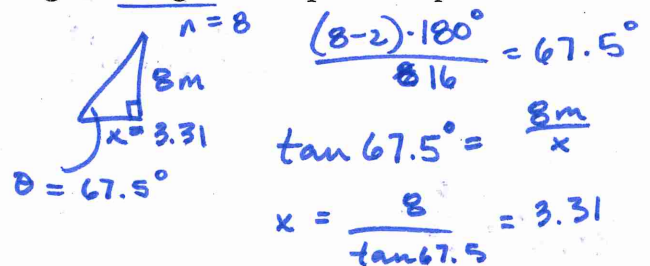 n = 8
8m
x = 3.31
θ = 67.5°
(8-2)·180° / 16 = 67.5°
tan 67.5° = 8m / x
x = 8 / tan67.5 = 3.31